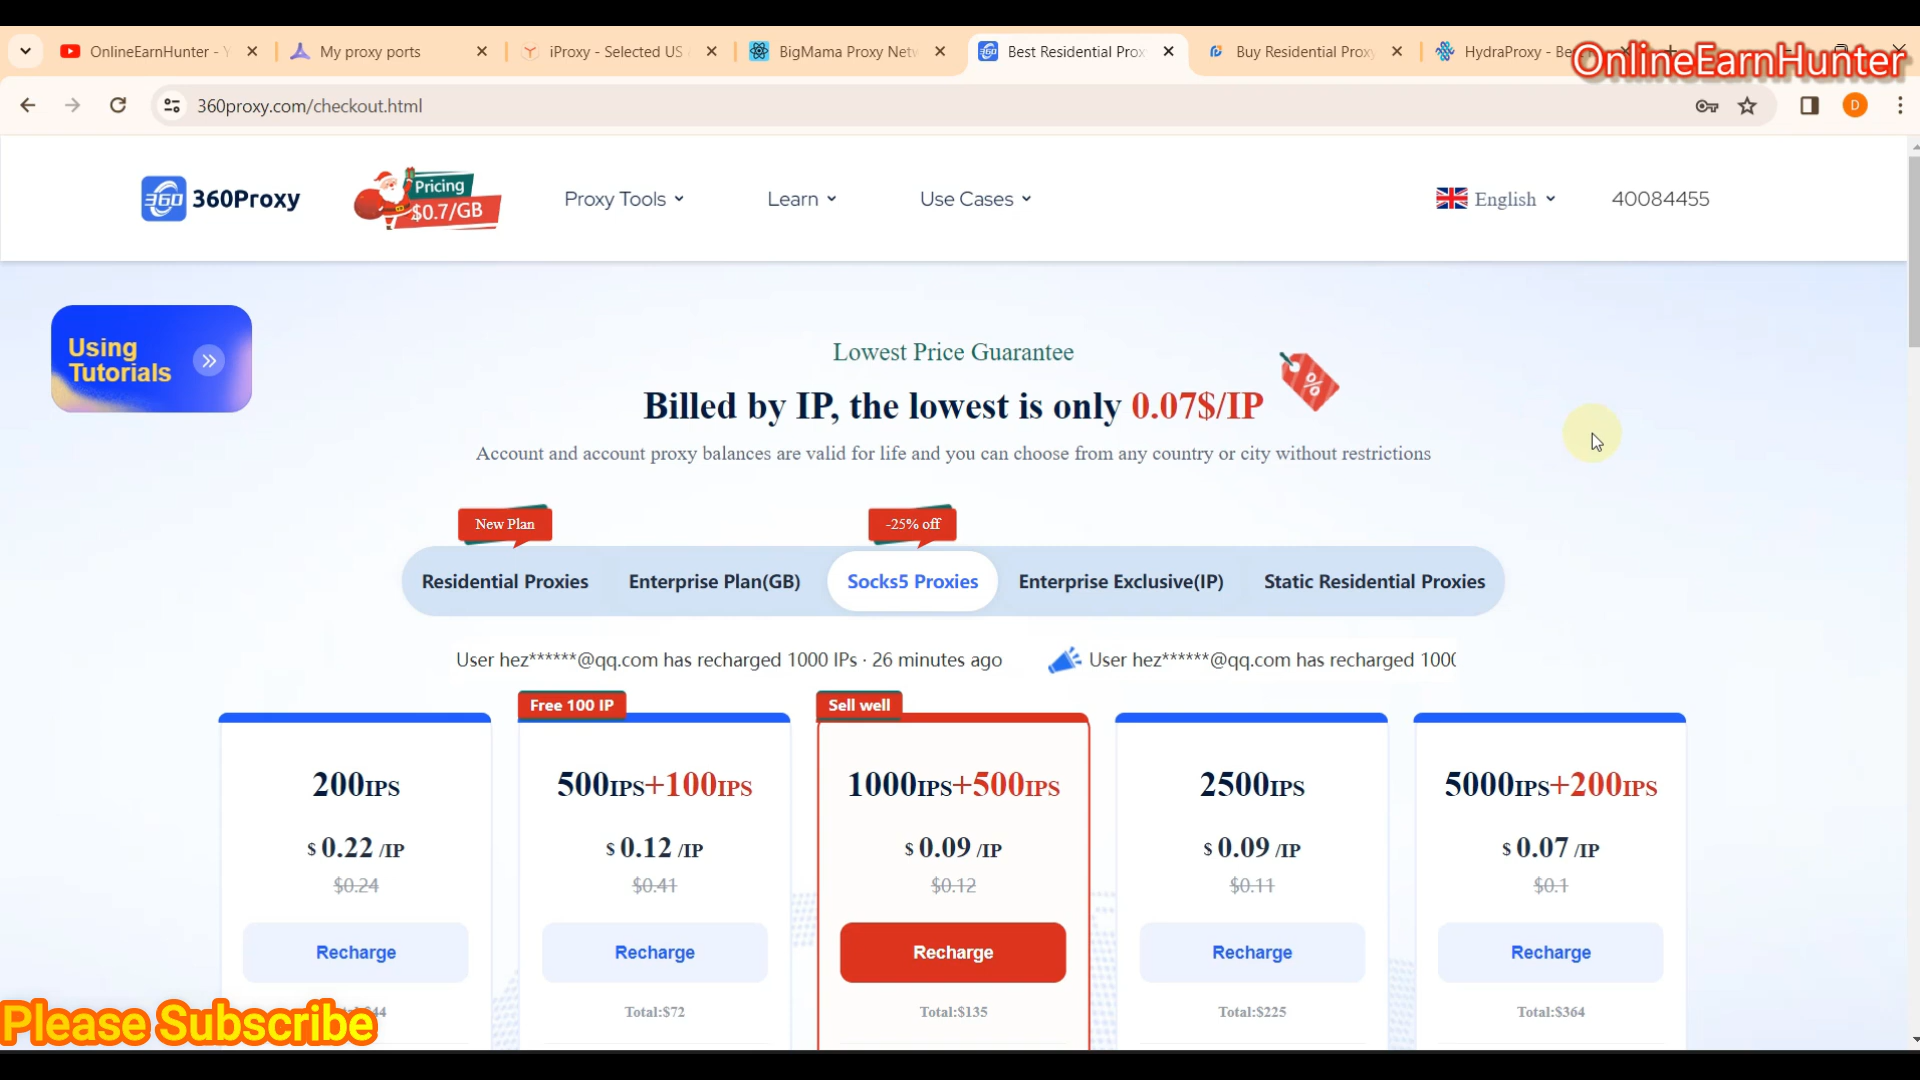 OnlineEarnHunter - Y
My proxy ports
iProxy - Selected US
BigMama Proxy Netw
Best Residential Prox
Buy Residential Proxy
HydraProxy - Be
OnlineEarnHunter
360proxy.com/checkout.html
D
360
360Proxy
Pricing
$0.7/GB
Proxy Tools
Learn
Use Cases
English
40084455
Using
Tutorials
Lowest Price Guarantee
Billed by IP, the lowest is only 0.07$/IP
%
Account and account proxy balances are valid for life and you can choose from any country or city without restrictions
New Plan
-25% off
Residential Proxies
Enterprise Plan(GB)
Socks5 Proxies
Enterprise Exclusive(IP)
Static Residential Proxies
User hez******@qq.com has recharged 1000 IPs · 26 minutes ago
User hez******@qq.com has recharged 100
Free 100 IP
Sell well
200IPS
500IPS+100IPS
1000IPS+500IPS
2500IPS
5000IPS+200IPS
$ 0.22 /IP
$ 0.12 /IP
$ 0.09 /IP
$ 0.09 /IP
$ 0.07 /IP
$0.24
$0.41
$0.12
$0.11
$0.1
Recharge
Recharge
Recharge
Recharge
Recharge
Total:$72
Total:$135
Total:$225
Total:$364
Please Subscribe